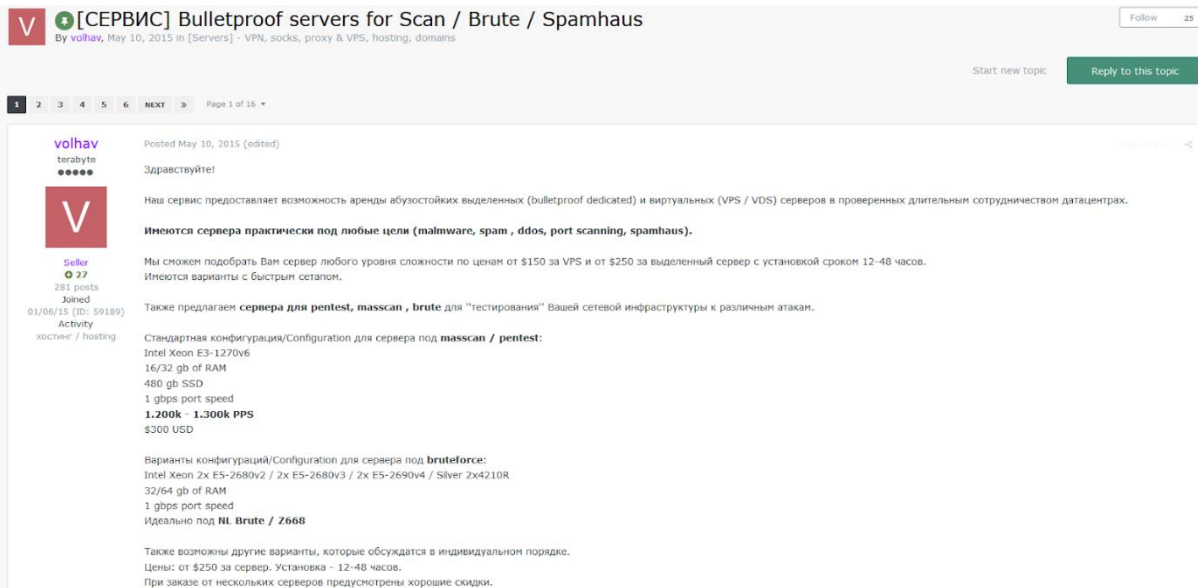 V
[СЕРВИС] Bulletproof servers for Scan / Brute / Spamhaus
By volhav, May 10, 2015 in [Servers] - VPN, socks, proxy & VPS, hosting, domains
Follow 25
Start new topic
Reply to this topic
1 2 3 4 5 6 NEXT » Page 1 of 16
volhav
terabyte
V
Seller
27
281 posts
Joined
01/06/15 (ID: 59189)
Activity
хостинг / hosting
Posted May 10, 2015 (edited)
Здравствуйте!
Наш сервис предоставляет возможность аренды абузостойких выделенных (bulletproof dedicated) и виртуальных (VPS / VDS) серверов в проверенных длительным сотрудничеством датацентрах.
Имеются сервера практически под любые цели (malmware, spam , ddos, port scanning, spamhaus).
Мы сможем подобрать Вам сервер любого уровня сложности по ценам от $150 за VPS и от $250 за выделенный сервер с установкой сроком 12-48 часов.
Имеются варианты с быстрым сетапом.
Также предлагаем сервера для pentest, masscan , brute для "тестирования" Вашей сетевой инфраструктуры к различным атакам.
Стандартная конфигурация/Configuration для сервера под masscan / pentest:
Intel Xeon E3-1270v6
16/32 gb of RAM
480 gb SSD
1 gbps port speed
1.200k - 1.300k PPS
$300 USD
Варианты конфигураций/Configuration для сервера под bruteforce:
Intel Xeon 2x E5-2680v2 / 2x E5-2680v3 / 2x E5-2690v4 / Silver 2x4210R
32/64 gb of RAM
1 gbps port speed
Идеально под NL Brute / Z668
Также возможны другие варианты, которые обсуждатся в индивидуальном порядке.
Цены: от $250 за сервер. Установка - 12-48 часов.
При заказе от нескольких серверов предусмотрены хорошие скидки.